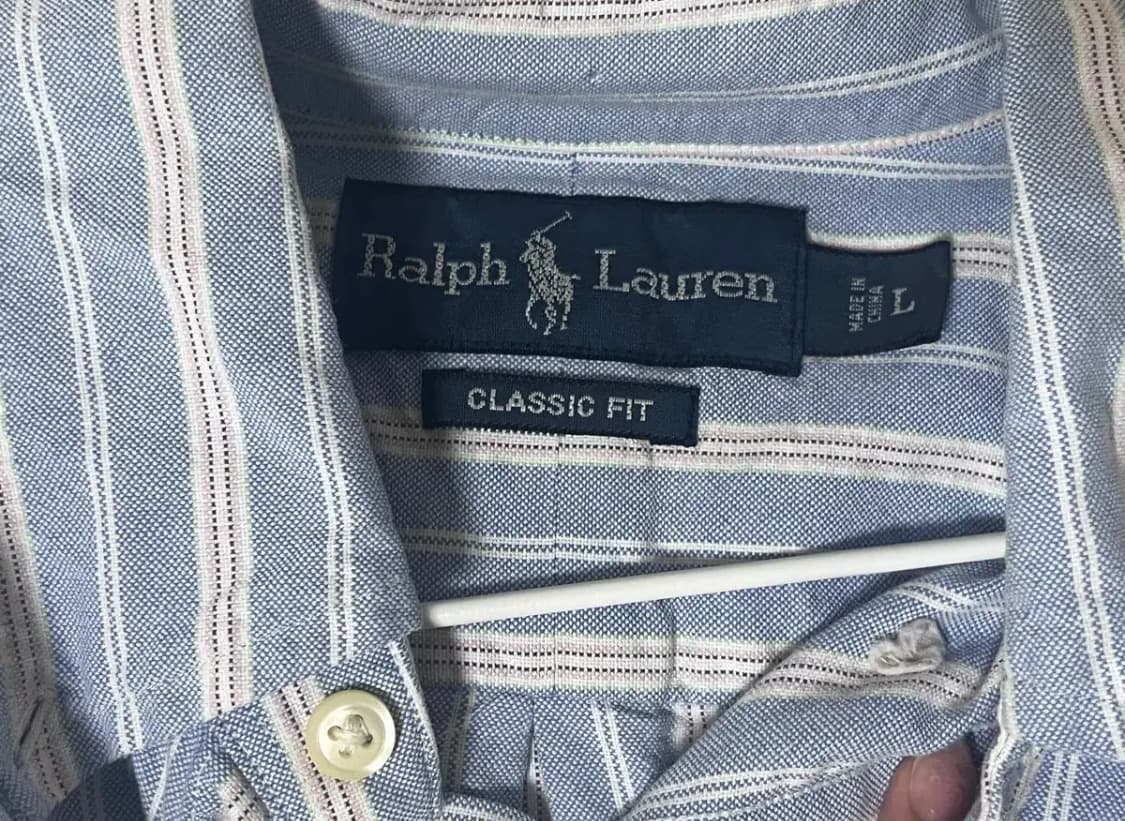 Ralph Lauren
MADE IN
CHINA
L
CLASSIC FIT